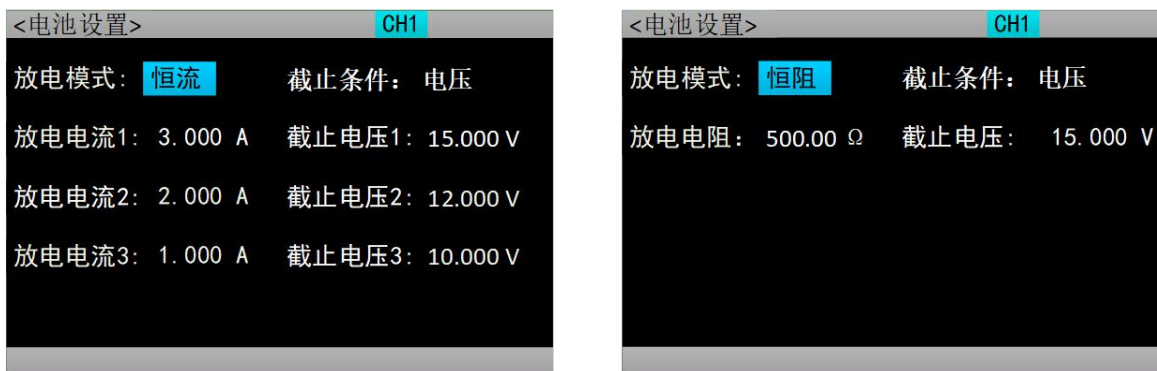 <电池设置> CH1
放电模式: 恒流 截止条件: 电压
放电电流1: 3.000 A 截止电压1: 15.000 V
放电电流2: 2.000 A 截止电压2: 12.000 V
放电电流3: 1.000 A 截止电压3: 10.000 V
<电池设置> CH1
放电模式: 恒阻 截止条件: 电压
放电电阻: 500.00 Ω 截止电压: 15.000 V